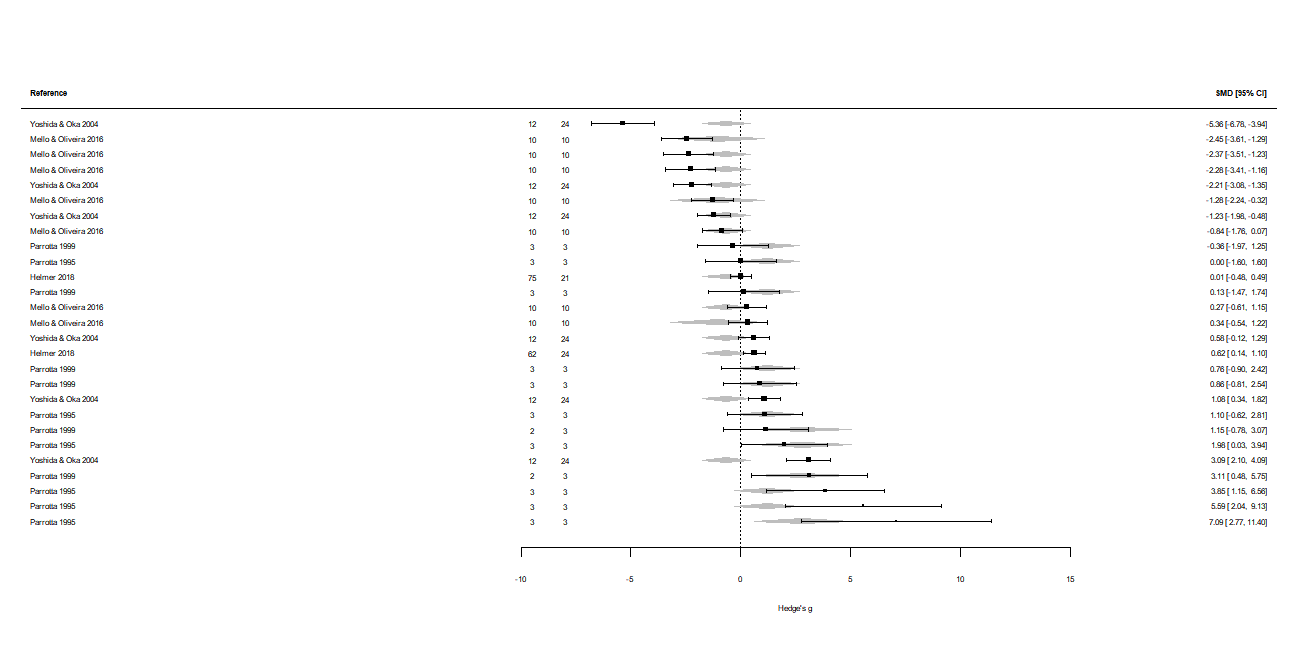 Reference SMD [95% CI]
Yoshida & Oka 2004 12 24 -5.36 [-6.78, -3.94]
Mello & Oliveira 2016 10 10 -2.45 [-3.61, -1.29]
Mello & Oliveira 2016 10 10 -2.37 [-3.51, -1.23]
Mello & Oliveira 2016 10 10 -2.28 [-3.41, -1.16]
Yoshida & Oka 2004 12 24 -2.21 [-3.08, -1.35]
Mello & Oliveira 2016 10 10 -1.28 [-2.24, -0.32]
Yoshida & Oka 2004 12 24 -1.23 [-1.98, -0.48]
Mello & Oliveira 2016 10 10 -0.84 [-1.76, 0.07]
Parrotta 1999 3 3 -0.36 [-1.97, 1.25]
Parrotta 1995 3 3 0.00 [-1.60, 1.60]
Helmer 2018 75 21 0.01 [-0.48, 0.49]
Parrotta 1999 3 3 0.13 [-1.47, 1.74]
Mello & Oliveira 2016 10 10 0.27 [-0.61, 1.15]
Mello & Oliveira 2016 10 10 0.34 [-0.54, 1.22]
Yoshida & Oka 2004 12 24 0.58 [-0.12, 1.29]
Helmer 2018 62 24 0.62 [ 0.14, 1.10]
Parrotta 1999 3 3 0.76 [-0.90, 2.42]
Parrotta 1999 3 3 0.86 [-0.81, 2.54]
Yoshida & Oka 2004 12 24 1.08 [ 0.34, 1.82]
Parrotta 1995 3 3 1.10 [-0.62, 2.81]
Parrotta 1999 2 3 1.15 [-0.78, 3.07]
Parrotta 1995 3 3 1.98 [ 0.03, 3.94]
Yoshida & Oka 2004 12 24 3.09 [ 2.10, 4.09]
Parrotta 1999 2 3 3.11 [ 0.48, 5.75]
Parrotta 1995 3 3 3.85 [ 1.15, 6.56]
Parrotta 1995 3 3 5.59 [ 2.04, 9.13]
Parrotta 1995 3 3 7.09 [ 2.77, 11.40]
-10 -5 0 5 10 15
Hedge's g